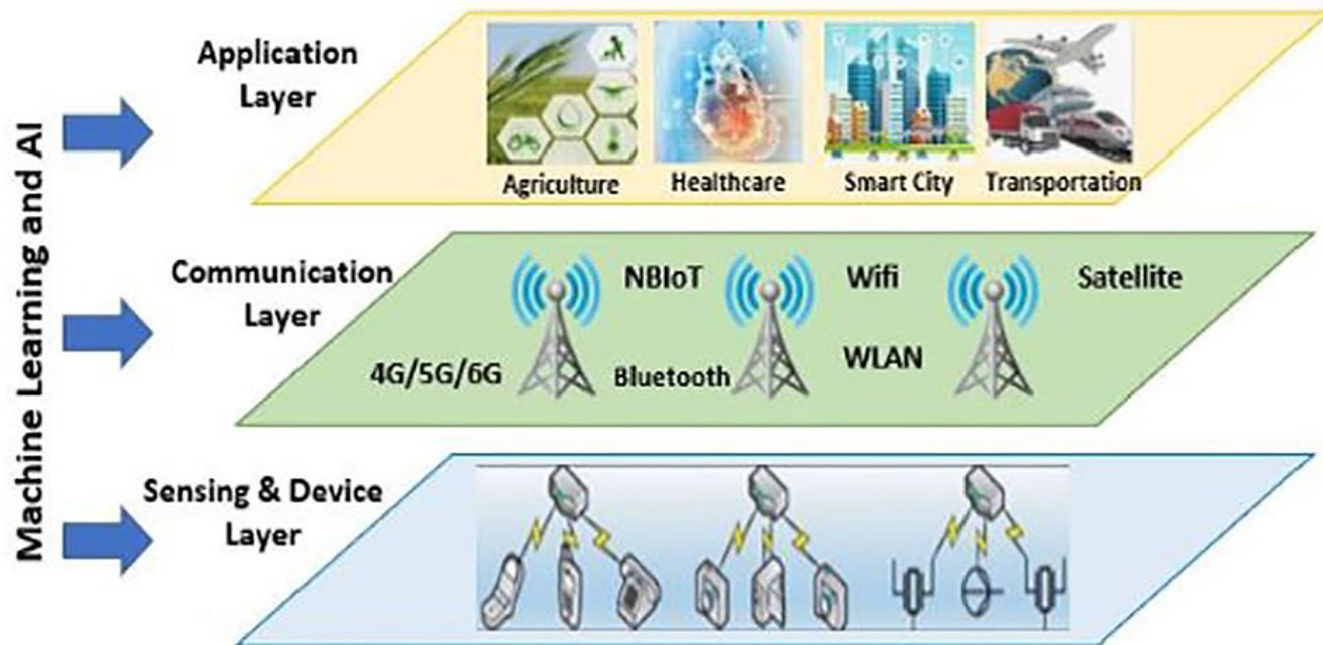 Machine Learning and AI
Application
Layer
Agriculture
Healthcare
Smart City
Transportation
Communication
Layer
NBIoT
Wifi
Satellite
4G/5G/6G
Bluetooth
WLAN
Sensing & Device
Layer